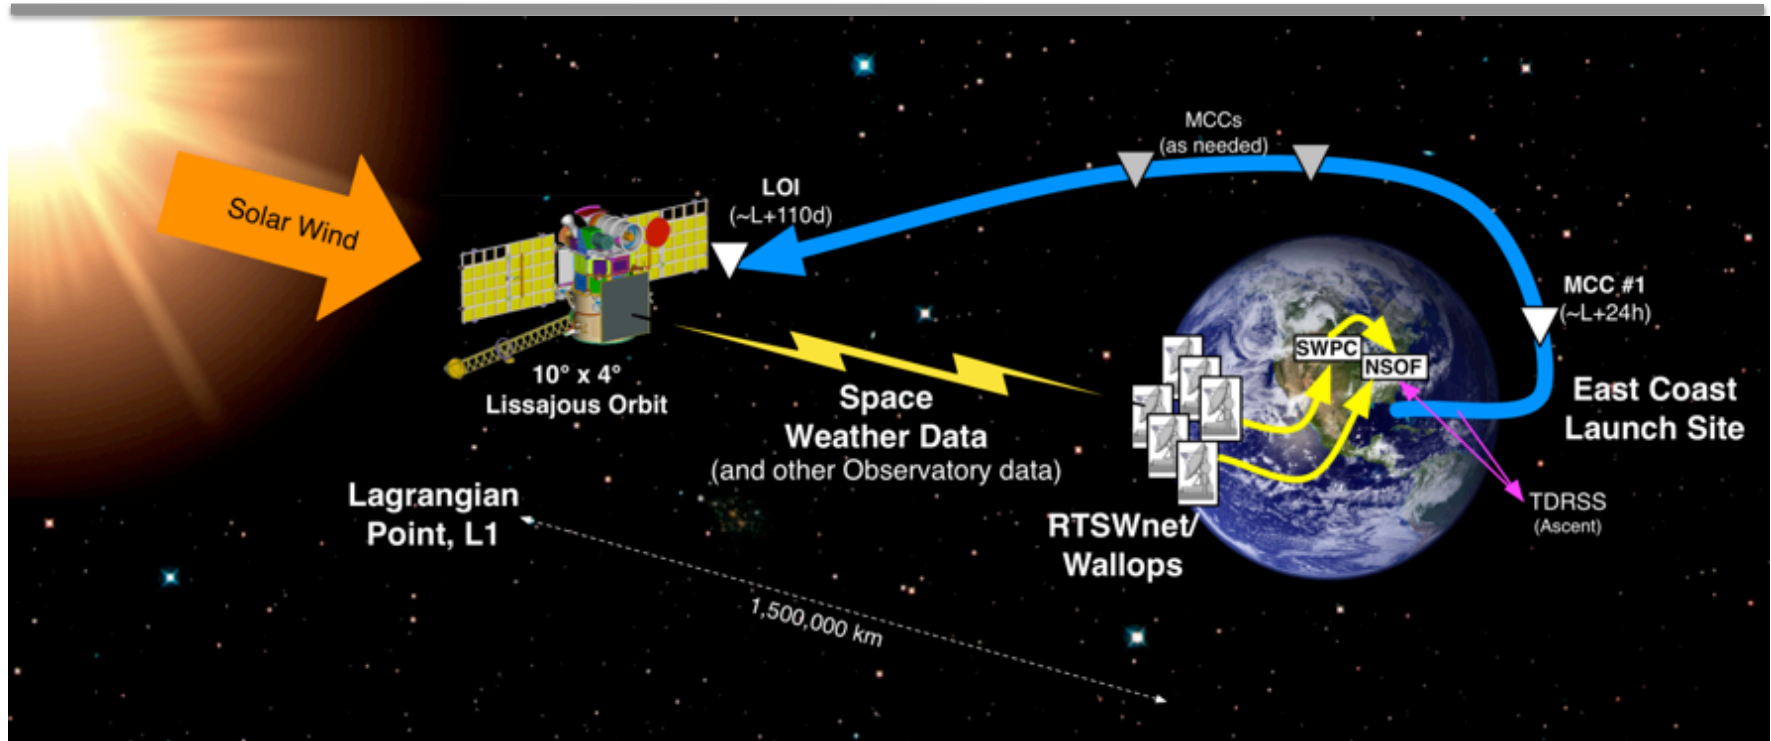 Solar Wind
LOI
(~L+110d)
MCCs
(as needed)
MCC #1
(~L+24h)
10° x 4°
Lissajous Orbit
Space
Weather Data
(and other Observatory data)
SWPC
NSOF
East Coast
Launch Site
Lagrangian
Point, L1
RTSWnet/
Wallops
TDRSS
(Ascent)
1,500,000 km